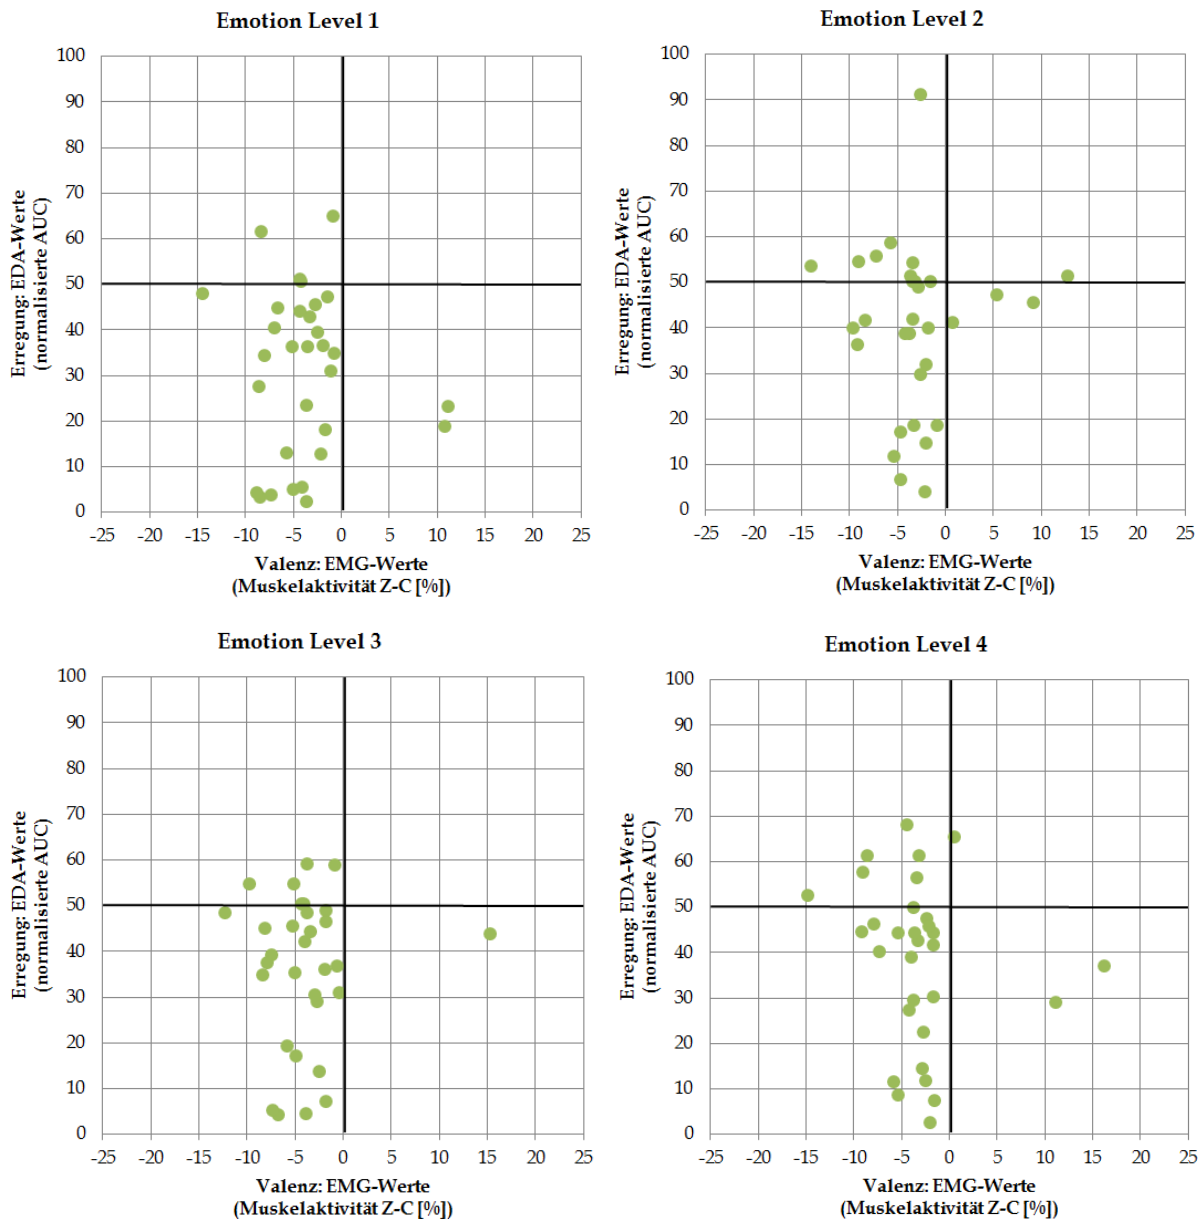 Emotion Level 1
Erregung: EDA-Werte
(normalisierte AUC)
100
90
80
70
60
50
40
30
20
10
0
-25 -20 -15 -10 -5 0 5 10 15 20 25
Valenz: EMG-Werte
(Muskelaktivität Z-C [%])
Emotion Level 2
Erregung: EDA-Werte
(normalisierte AUC)
100
90
80
70
60
50
40
30
20
10
0
-25 -20 -15 -10 -5 0 5 10 15 20 25
Valenz: EMG-Werte
(Muskelaktivität Z-C [%])
Emotion Level 3
Erregung: EDA-Werte
(normalisierte AUC)
100
90
80
70
60
50
40
30
20
10
0
-25 -20 -15 -10 -5 0 5 10 15 20 25
Valenz: EMG-Werte
(Muskelaktivität Z-C [%])
Emotion Level 4
Erregung: EDA-Werte
(normalisierte AUC)
100
90
80
70
60
50
40
30
20
10
0
-25 -20 -15 -10 -5 0 5 10 15 20 25
Valenz: EMG-Werte
(Muskelaktivität Z-C [%])